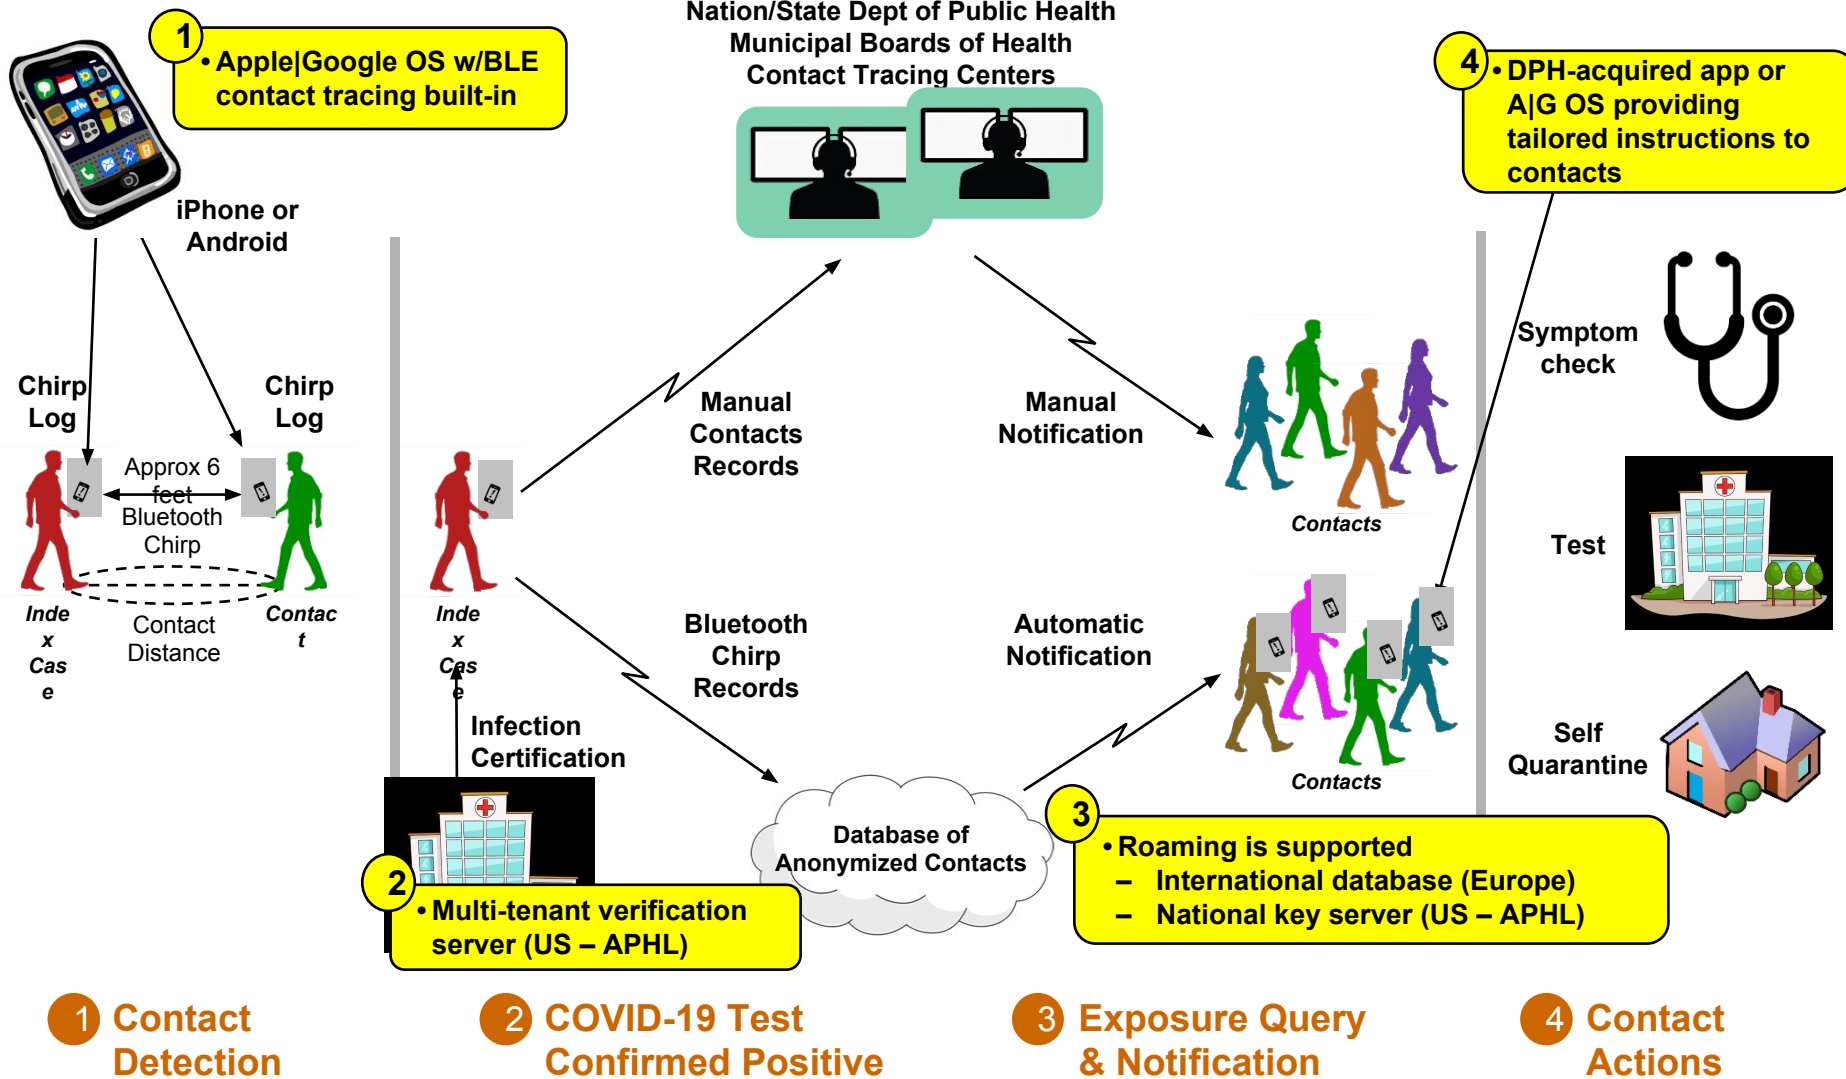 Nation/State Dept of Public Health
Municipal Boards of Health
Contact Tracing Centers
1
• Apple|Google OS w/BLE
contact tracing built-in
4
• DPH-acquired app or
A|G OS providing
tailored instructions to
contacts
iPhone or
Android
Chirp
Log
Chirp
Log
Approx 6
feet
Bluetooth
Chirp
Contact
Distance
Inde
x
Cas
e
Contac
t
Inde
x
Cas
e
Manual
Contacts
Records
Manual
Notification
Contacts
Bluetooth
Chirp
Records
Automatic
Notification
Contacts
Infection
Certification
Database of
Anonymized Contacts
2
• Multi-tenant verification
server (US – APHL)
3
• Roaming is supported
– International database (Europe)
– National key server (US – APHL)
Symptom
check
Test
Self
Quarantine
1 Contact
Detection
2 COVID-19 Test
Confirmed Positive
3 Exposure Query
& Notification
4 Contact
Actions